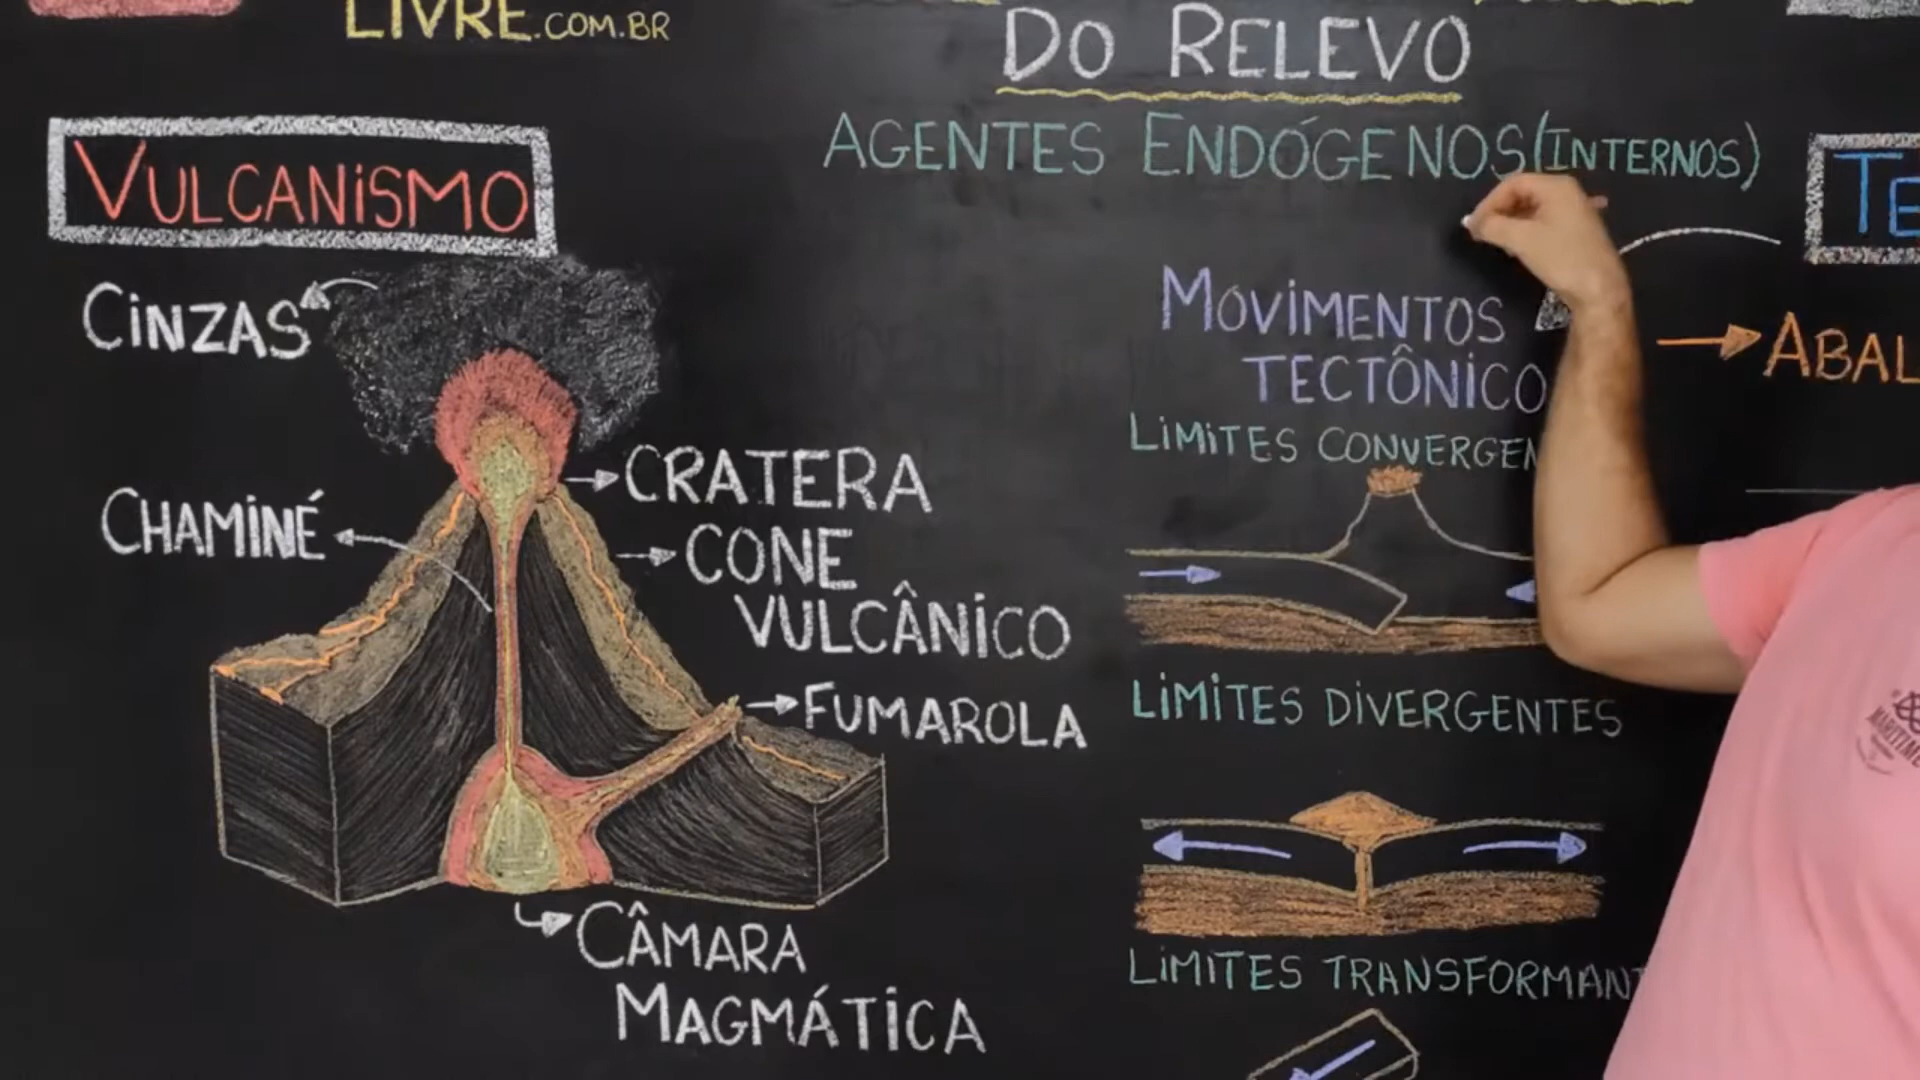 LIVRE.COM.BR
DO RELEVO
AGENTES ENDÓGENOS (INTERNOS)
VULCANISMO
CINZAS
CHAMINÉ
CRATERA
CONE
VULCÂNICO
FUMAROLA
CÂMARA
MAGMÁTICA
MOVIMENTOS
TECTÔNICO
LIMITES CONVERGEN
LIMITES DIVERGENTES
LIMITES TRANSFORMANT
TE
ABAL